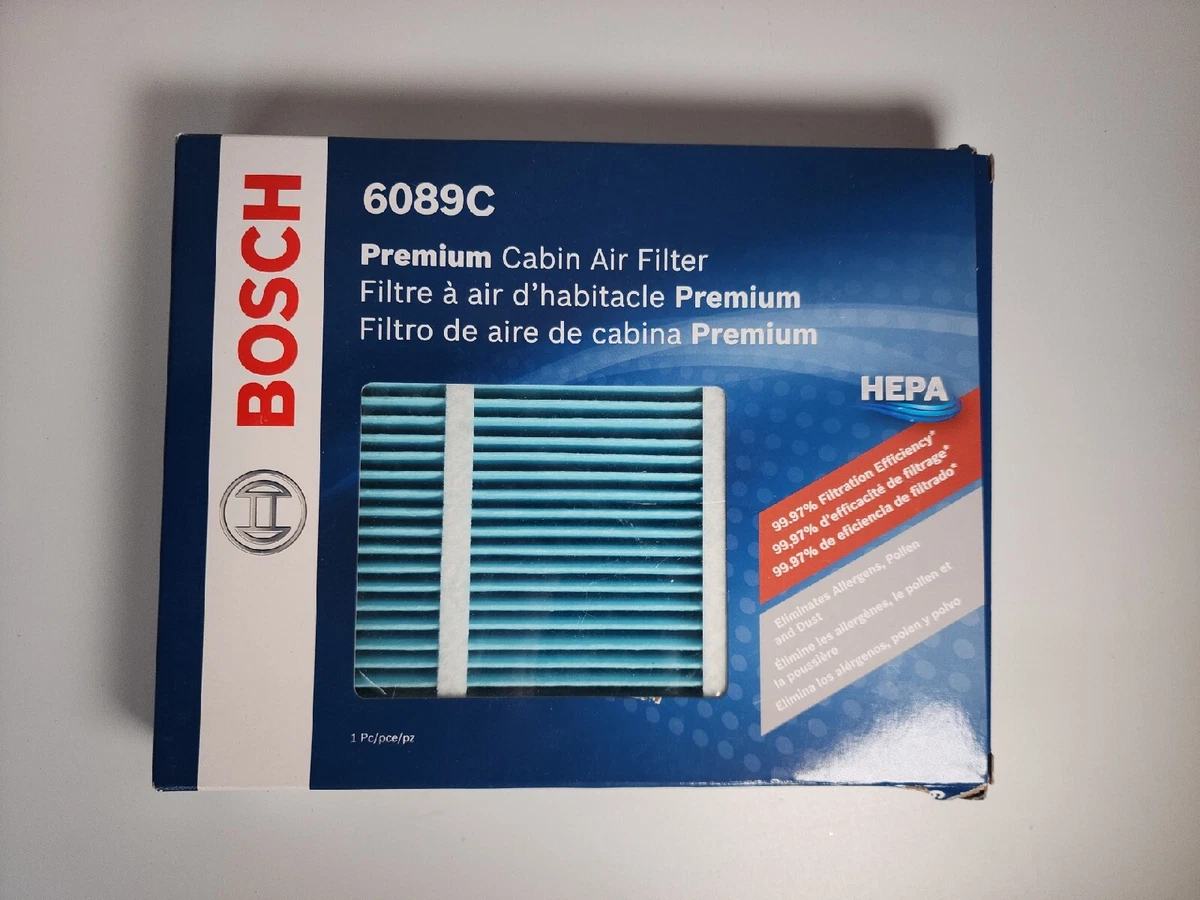 BOSCH
6089C
Premium Cabin Air Filter
Filtre à air d'habitacle Premium
Filtro de aire de cabina Premium
HEPA
99.97% Filtration Efficiency*
99,97% d'efficacité de filtrage*
99.97% de eficiencia de filtrado*
Eliminates Allergens, Pollen
and Dust
Élimine les allergènes, le pollen et
la poussière
Elimina los alérgenos, polen y polvo
1 Pc/pce/pz